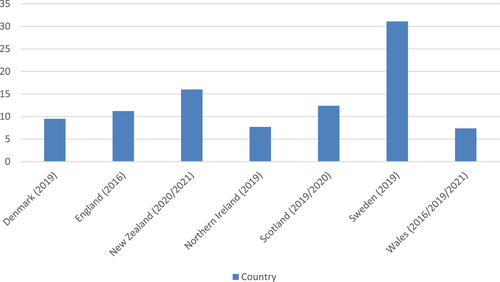 35
30
25
20
15
10
5
0
Denmark (2019)
England (2016)
New Zealand (2020/2021)
Northern Ireland (2019)
Scotland (2019/2020)
Sweden (2019)
Wales (2016/2019/2021)
Country